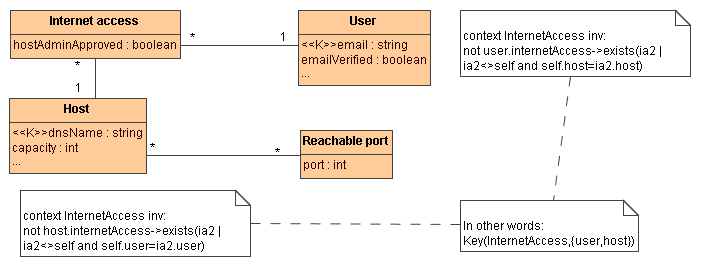 Internet access
hostAdminApproved : boolean
*
1
User
<<K>>email : string
emailVerified : boolean
...
context InternetAccess inv:
not user.internetAccess->exists(ia2 |
ia2<>self and self.host=ia2.host)
*
1
Host
<<K>>dnsName : string
capacity : int
...
*
*
Reachable port
port : int
context InternetAccess inv:
not host.internetAccess->exists(ia2 |
ia2<>self and self.user=ia2.user)
In other words:
Key(InternetAccess,{user,host})